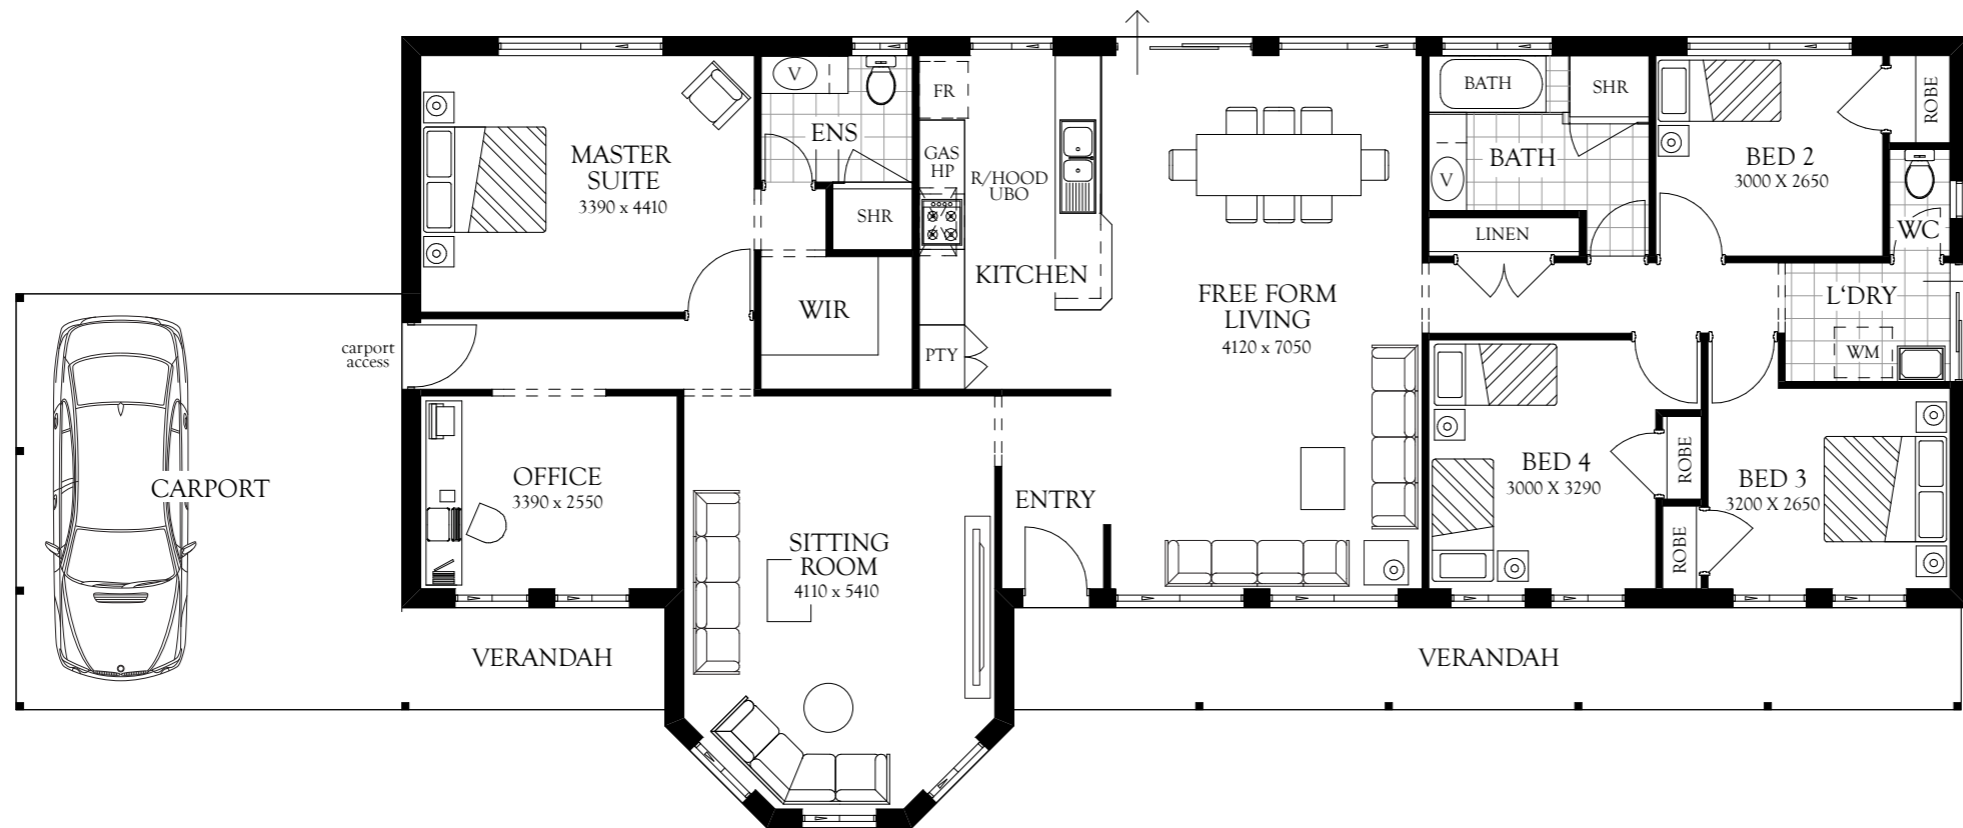 MASTER
SUITE
3390 x 4410
V
ENS
SHR
WIR
FR
GAS
HP
R/HOOD
UBO
KITCHEN
PTY
FREE FORM
LIVING
4120 x 7050
BATH
SHR
BATH
V
LINEN
BED 2
3000 X 2650
ROBE
WC
L'DRY
WM
carport
access
CARPORT
OFFICE
3390 x 2550
SITTING
ROOM
4110 x 5410
ENTRY
BED 4
3000 X 3290
ROBE
ROBE
BED 3
3200 X 2650
VERANDAH
VERANDAH